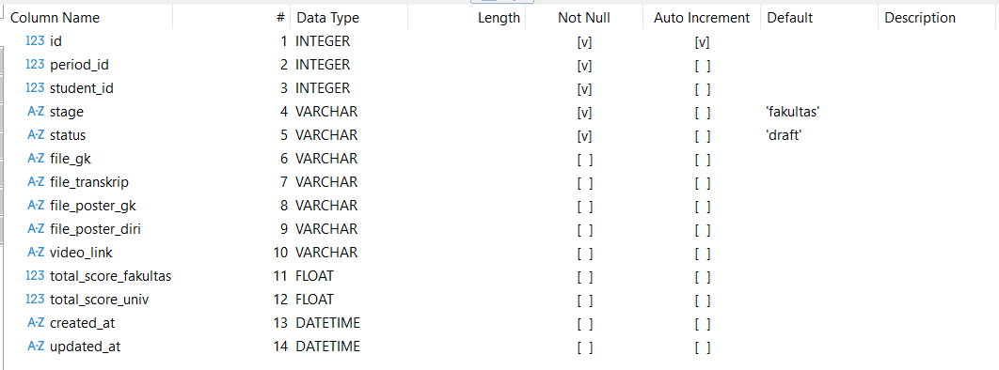 Column Name # Data Type Length Not Null Auto Increment Default Description
123 id 1 INTEGER [v] [v]
123 period_id 2 INTEGER [v] [ ]
123 student_id 3 INTEGER [v] [ ]
A-Z stage 4 VARCHAR [v] [ ] 'fakultas'
A-Z status 5 VARCHAR [v] [ ] 'draft'
A-Z file_gk 6 VARCHAR [ ] [ ]
A-Z file_transkrip 7 VARCHAR [ ] [ ]
A-Z file_poster_gk 8 VARCHAR [ ] [ ]
A-Z file_poster_diri 9 VARCHAR [ ] [ ]
A-Z video_link 10 VARCHAR [ ] [ ]
123 total_score_fakultas 11 FLOAT [ ] [ ]
123 total_score_univ 12 FLOAT [ ] [ ]
A-Z created_at 13 DATETIME [ ] [ ]
A-Z updated_at 14 DATETIME [ ] [ ]